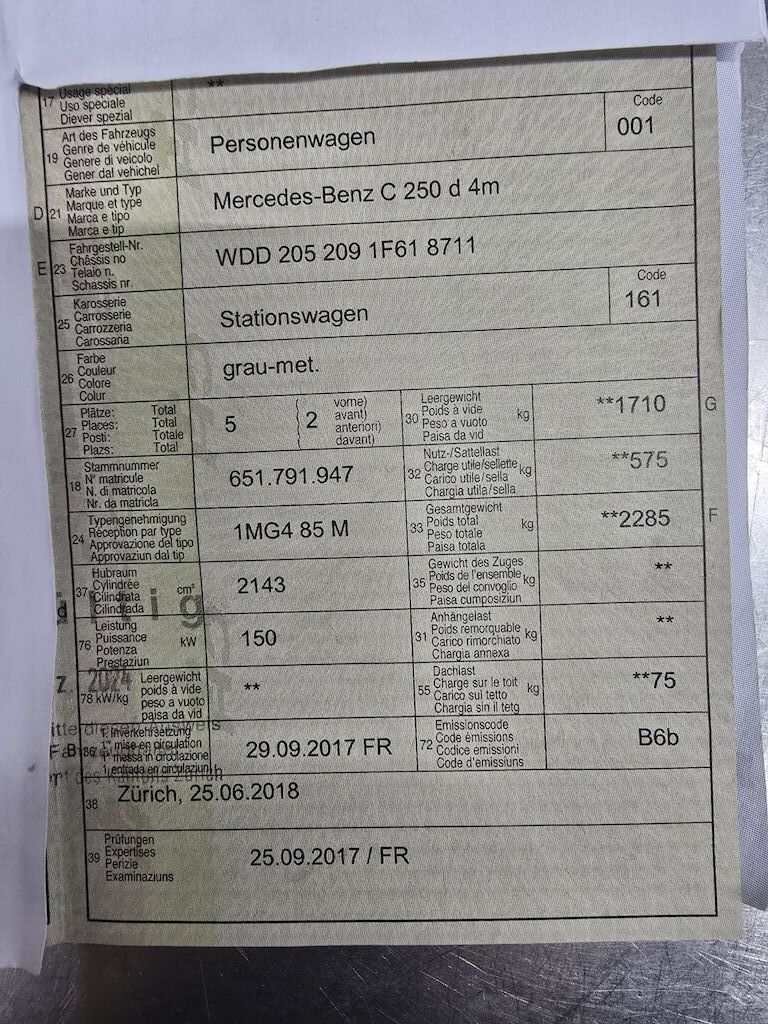 17 Usage spécial **
Uso speciale
Diever spezial
Art des Fahrzeugs Code
19 Genre de véhicule Personenwagen 001
Genere di veicolo
Gener dal vehichel
Marke und Typ
D 21 Marque et type Mercedes-Benz C 250 d 4m
Marca e tipo
Marca e tip
Fahrgestell-Nr.
E 23 Châssis no WDD 205 209 1F61 8711
Telaio n.
Schassis nr.
Karosserie Code
25 Carrosserie Stationswagen 161
Carrozzeria
Carossaria
Farbe
26 Couleur grau-met.
Colore
Colur
27 Plätze: Total 5 ( 2 vorne)
Places: Total avant)
Posti: Totale anteriori)
Plazs: Total davant)
Leergewicht
30 Poids à vide kg **1710 G
Peso a vuoto
Paisa da vid
Stammnummer
18 N° matricule 651.791.947
N. di matricola
Nr. da matricla
Nutz-/Sattellast
32 Charge utile/sellette kg **575
Carico utile/sella
Chargia utila/sella
Typengenehmigung
24 Réception par type 1MG4 85 M
Approvazione del tipo
Approvaziun dal tip
Gesamtgewicht
33 Poids total kg **2285 F
Peso totale
Paisa totala
Hubraum
37 Cylindrée cm³ 2143
Cilindrata
Cilindrada
Gewicht des Zuges
35 Poids de l'ensemble kg **
Peso del convoglio
Paisa cumposiziun
Leistung
76 Puissance kW 150
Potenza
Prestaziun
Anhängelast
31 Poids remorquable kg **
Carico rimorchiato
Chargia annexa
Leergewicht
78 kW/kg poids à vide **
peso a vuoto
paisa da vid
Dachlast
55 Charge sur le toit kg **75
Carico sul tetto
Chargia sin il tetg
1. Inverkehrsetzung
B 36 1re mise en circulation 29.09.2017 FR
1a messa in circolazione
1. entrada en circulaziun
Emissionscode
72 Code émissions B6b
Codice emissioni
Code d'emissiuns
2024
des Kantons Zürich
38 Zürich, 25.06.2018
Prüfungen
39 Expertises 25.09.2017 / FR
Perizie
Examinaziuns